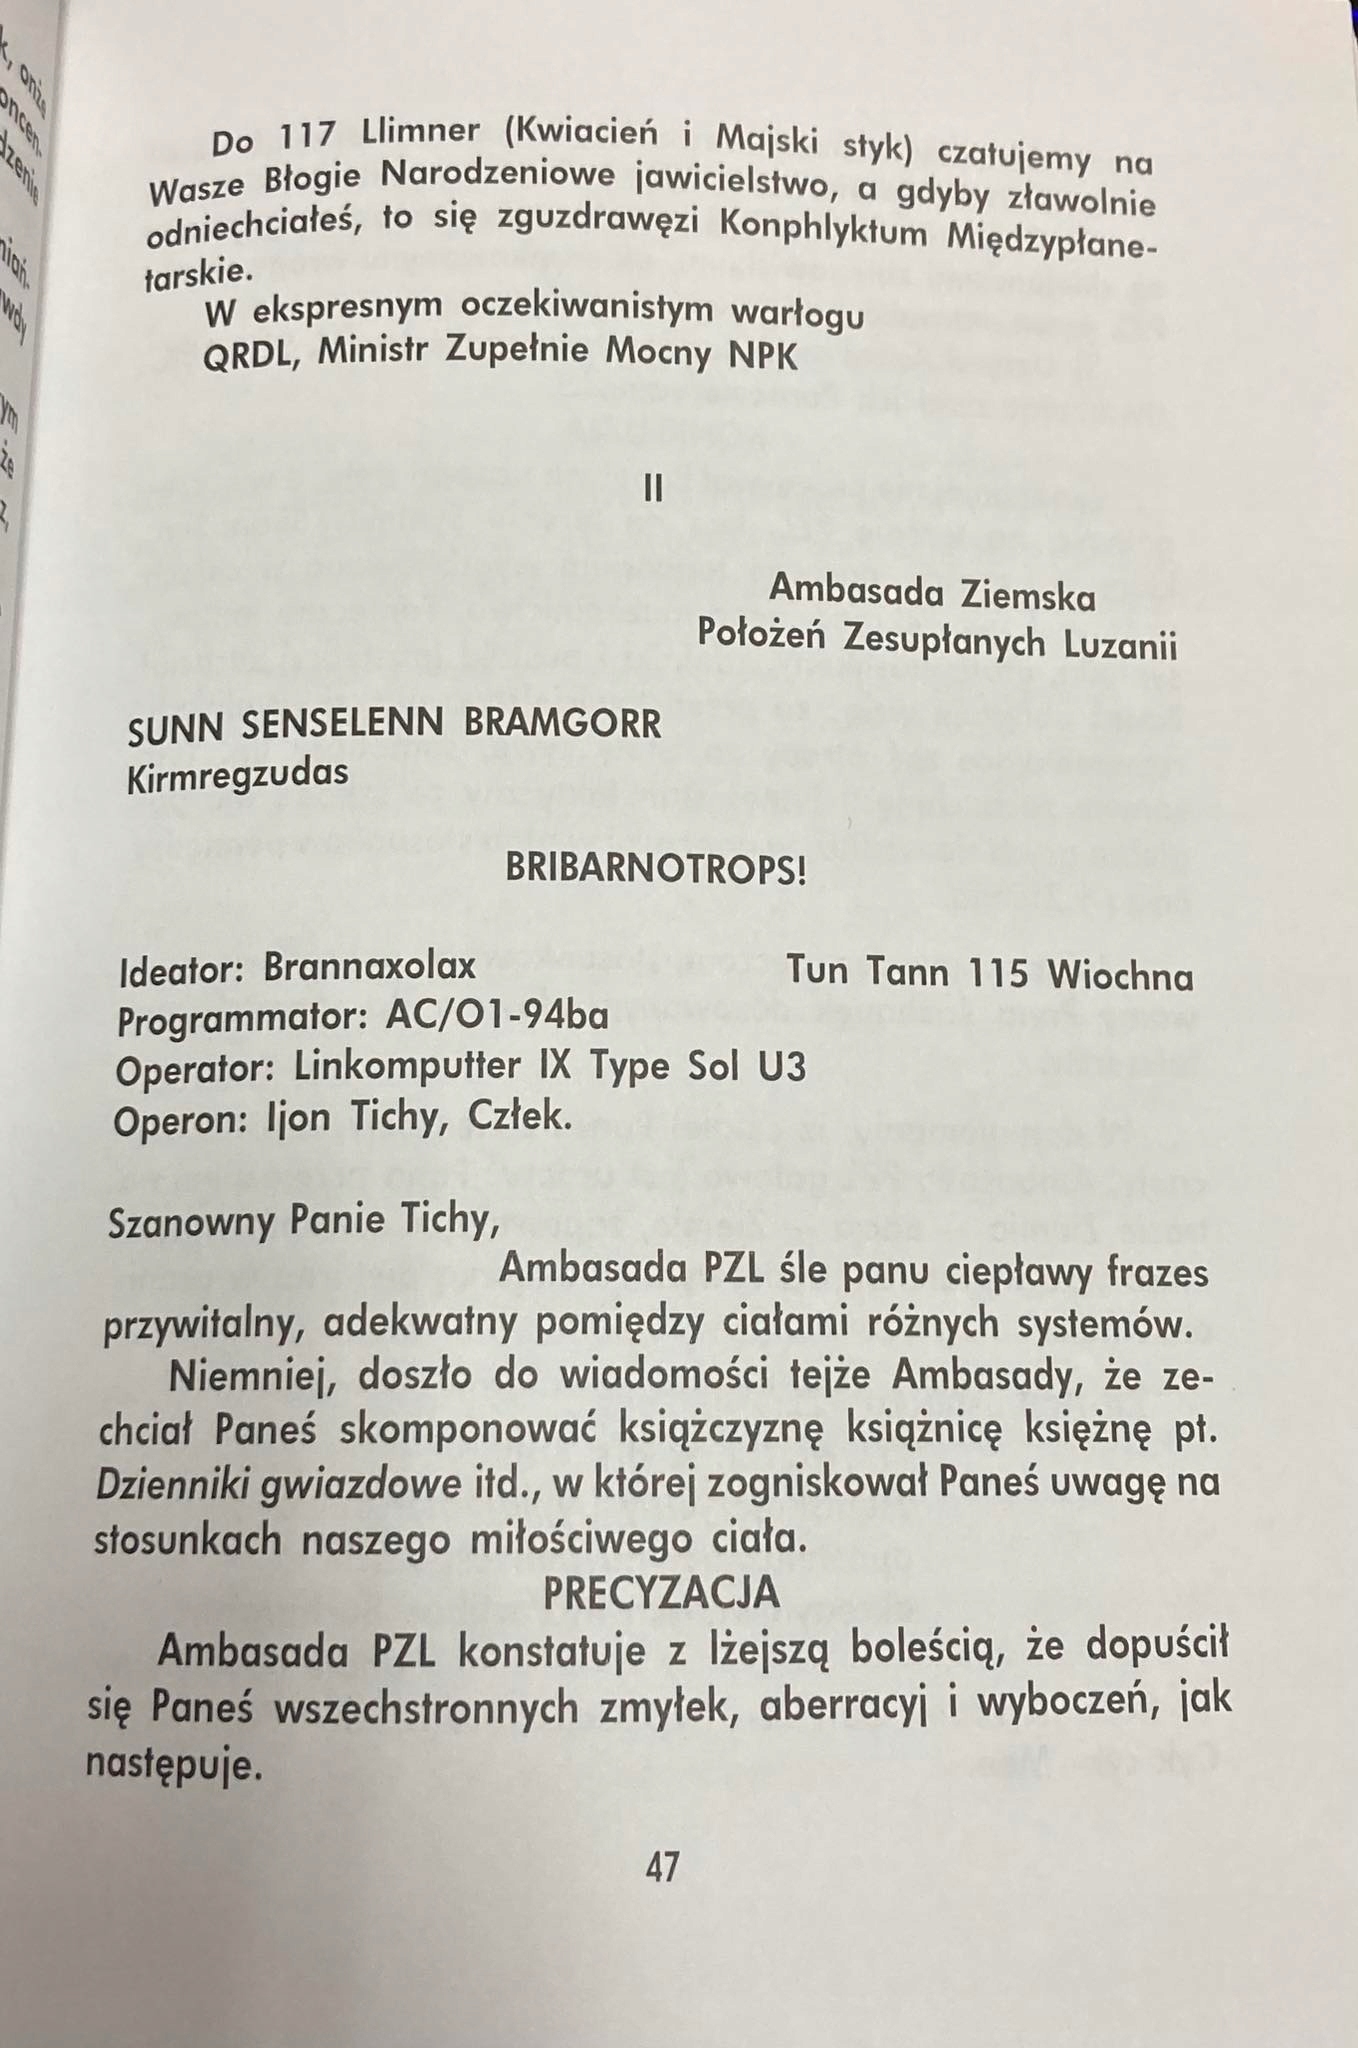 Do 117 Llimner (Kwiacień i Majski styk) czatujemy na
Wasze Błogie Narodzeniowe jawicielstwo, a gdyby zławolnie
odniechciałeś, to się zguzdrawęzi Konphlyktum Międzypłane-
tarskie.
W ekspresnym oczekiwanistym warłogu
QRDL, Ministr Zupełnie Mocny NPK
II
Ambasada Ziemska
Położeń Zesupłanych Luzanii
SUNN SENSELENN BRAMGORR
Kirmregzudas
BRIBARNOTROPS!
Ideator: Brannaxolax Tun Tann 115 Wiochna
Programmator: AC/O1-94ba
Operator: Linkomputter IX Type Sol U3
Operon: Ijon Tichy, Człek.
Szanowny Panie Tichy,
Ambasada PZL śle panu ciepławy frazes
przywitalny, adekwatny pomiędzy ciałami różnych systemów.
Niemniej, doszło do wiadomości tejże Ambasady, że ze-
chciał Paneś skomponować książczyznę książnicę księżnę pt.
Dzienniki gwiazdowe itd., w której zogniskował Paneś uwagę na
stosunkach naszego miłościwego ciała.
PRECYZACJA
Ambasada PZL konstatuje z lżejszą boleścią, że dopuścił
się Paneś wszechstronnych zmyłek, aberracyj i wyboczeń, jak
następuje.
47